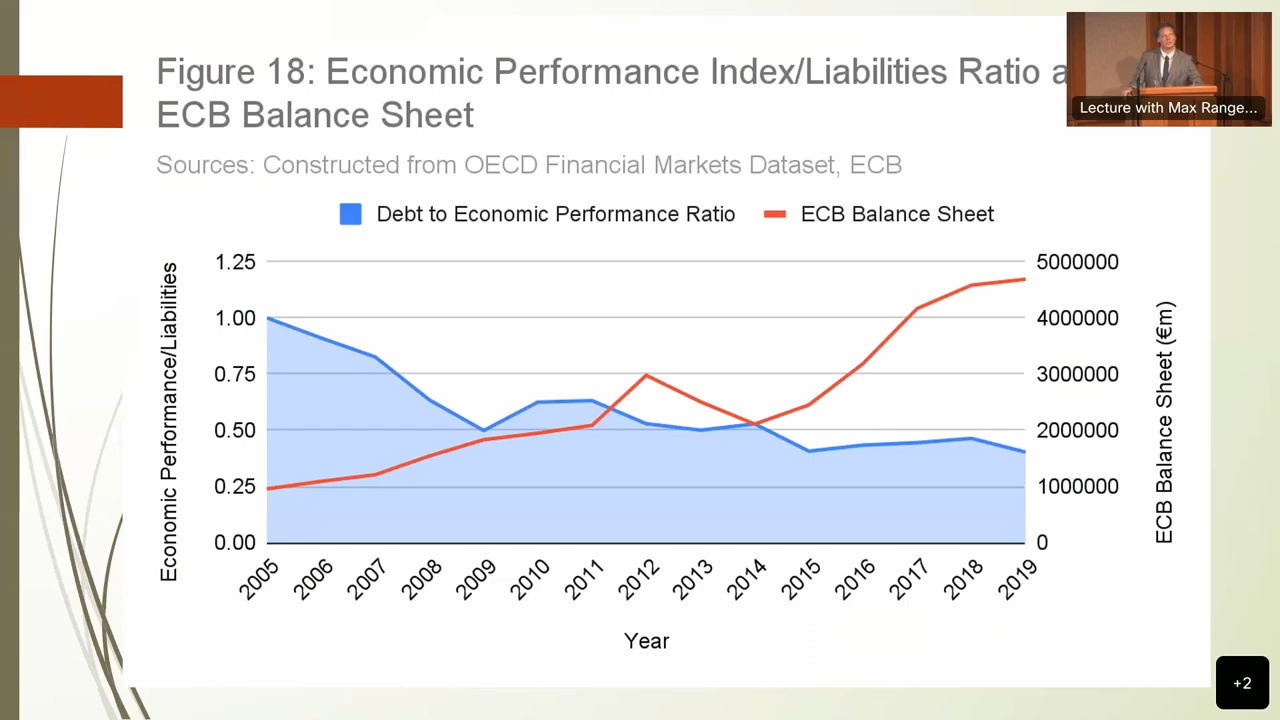 Figure 18: Economic Performance Index/Liabilities Ratio a
ECB Balance Sheet
Lecture with Max Range...
Sources: Constructed from OECD Financial Markets Dataset, ECB
Debt to Economic Performance Ratio
ECB Balance Sheet
Economic Performance/Liabilities
1.25
1.00
0.75
0.50
0.25
0.00
5000000
4000000
3000000
2000000
1000000
0
ECB Balance Sheet (€m)
2005 2006 2007 2008 2009 2010 2011 2012 2013 2014 2015 2016 2017 2018 2019
Year
+2